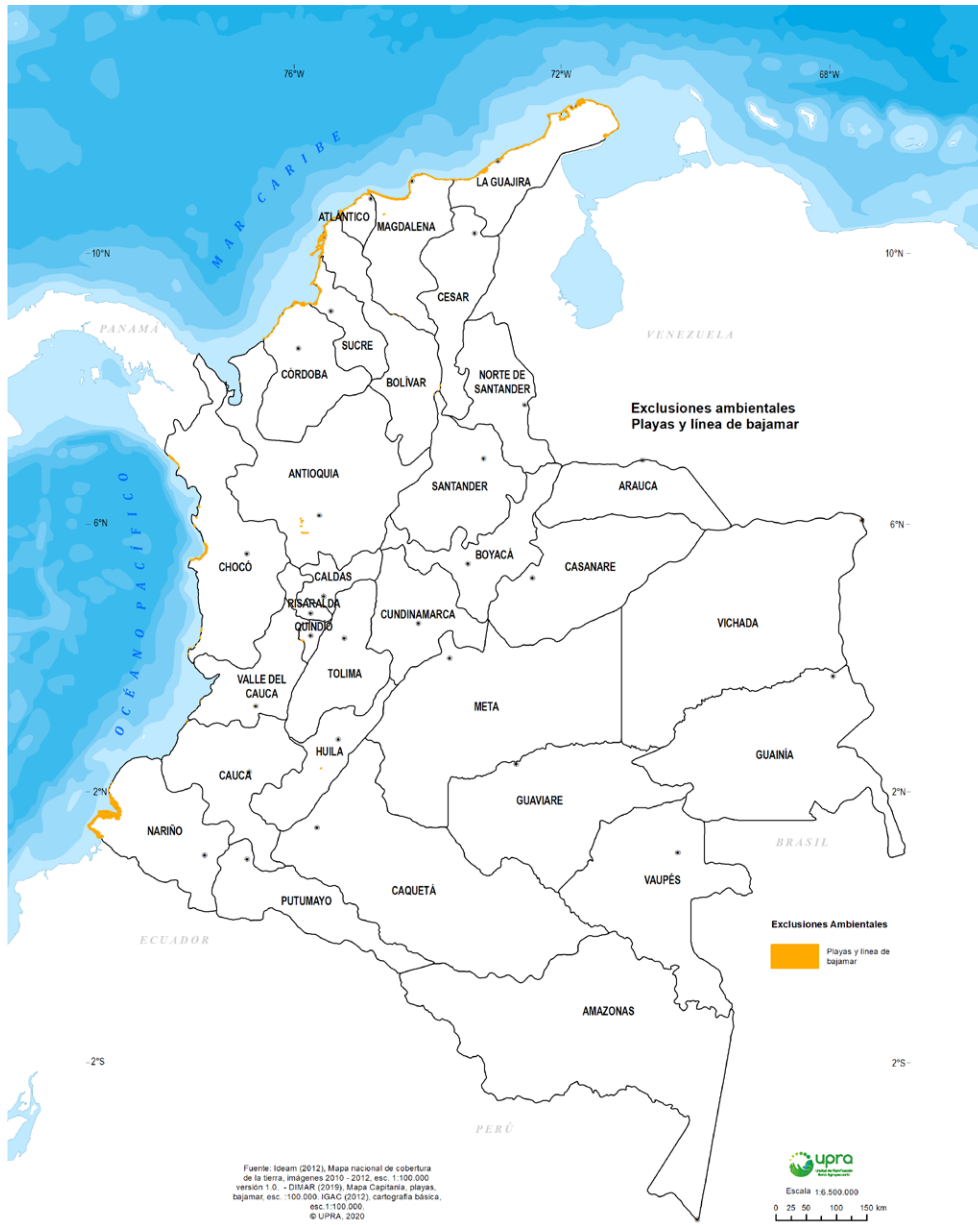 76°W
72°W
68°W
MAR CARIBE
LA GUAJIRA
ATLÁNTICO
MAGDALENA
10°N
10°N
CESAR
PANAMÁ
VENEZUELA
SUCRE
CÓRDOBA
BOLÍVAR
NORTE DE
SANTANDER
Exclusiones ambientales
Playas y línea de bajamar
ANTIOQUIA
SANTANDER
ARAUCA
OCÉANO PACÍFICO
6°N
6°N
BOYACÁ
CHOCÓ
CASANARE
CALDAS
RISARALDA
CUNDINAMARCA
QUINDÍO
VICHADA
VALLE DEL
CAUCA
TOLIMA
META
HUILA
GUAINÍA
CAUCA
2°N
2°N
GUAVIARE
NARIÑO
BRASIL
VAUPÉS
CAQUETÁ
PUTUMAYO
ECUADOR
Exclusiones Ambientales
Playas y línea de
bajamar
AMAZONAS
2°S
2°S
PERÚ
Fuente: Ideam (2012), Mapa nacional de cobertura
de la tierra, imágenes 2010 - 2012, esc. 1:100.000
versión 1.0. - DIMAR (2019), Mapa Capitanía, playas,
bajamar, esc. :100.000. IGAC (2012), cartografía básica,
esc.1:100.000.
© UPRA, 2020
upra
Unidad de Planificación
Rural Agropecuaria
Escala 1:6.500.000
0 25 50 100 150 km